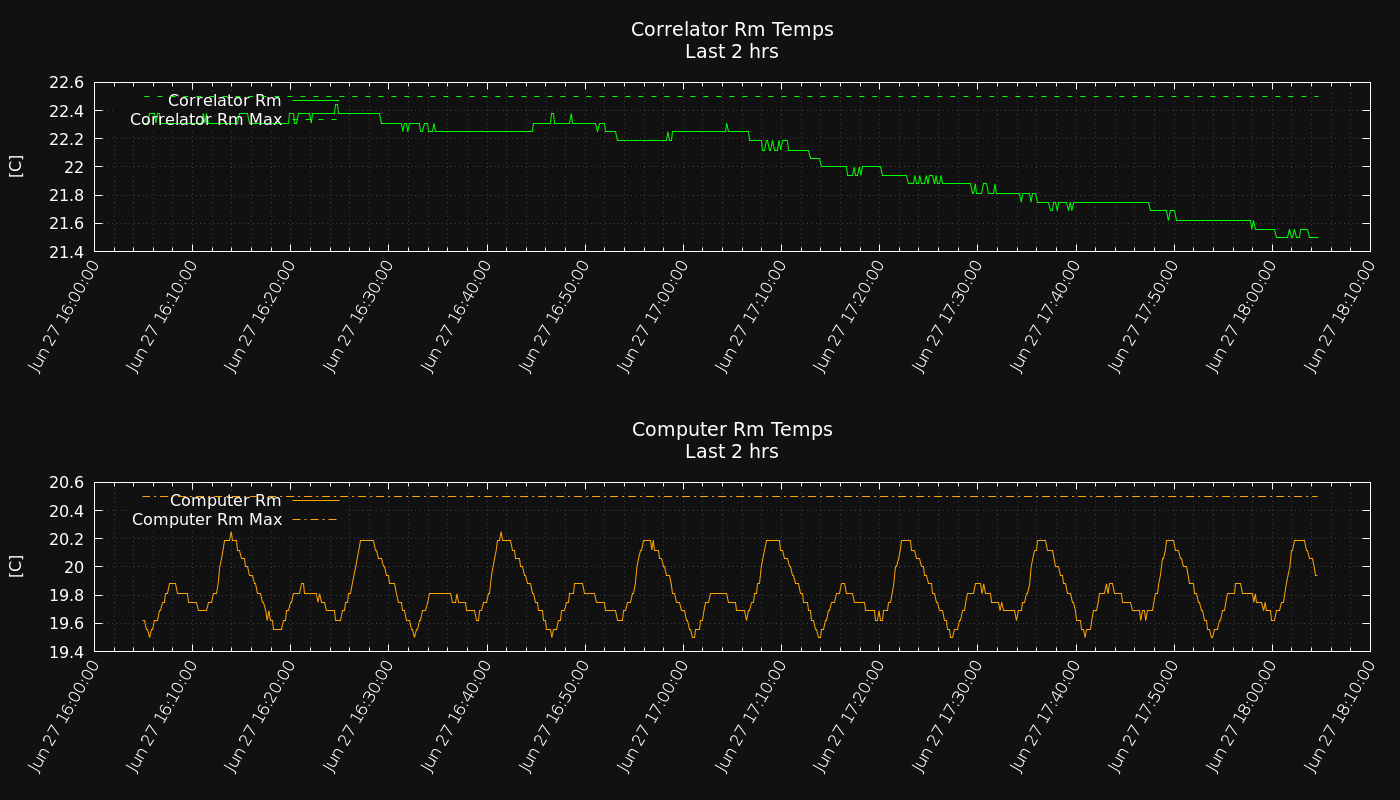 Correlator Rm Temps
Last 2 hrs
22.6
22.4
22.2
22
21.8
21.6
21.4
[C]
Correlator Rm
Correlator Rm Max
Jun 27 16:00:00
Jun 27 16:10:00
Jun 27 16:20:00
Jun 27 16:30:00
Jun 27 16:40:00
Jun 27 16:50:00
Jun 27 17:00:00
Jun 27 17:10:00
Jun 27 17:20:00
Jun 27 17:30:00
Jun 27 17:40:00
Jun 27 17:50:00
Jun 27 18:00:00
Jun 27 18:10:00
Computer Rm Temps
Last 2 hrs
20.6
20.4
20.2
20
19.8
19.6
19.4
[C]
Computer Rm
Computer Rm Max
Jun 27 16:00:00
Jun 27 16:10:00
Jun 27 16:20:00
Jun 27 16:30:00
Jun 27 16:40:00
Jun 27 16:50:00
Jun 27 17:00:00
Jun 27 17:10:00
Jun 27 17:20:00
Jun 27 17:30:00
Jun 27 17:40:00
Jun 27 17:50:00
Jun 27 18:00:00
Jun 27 18:10:00